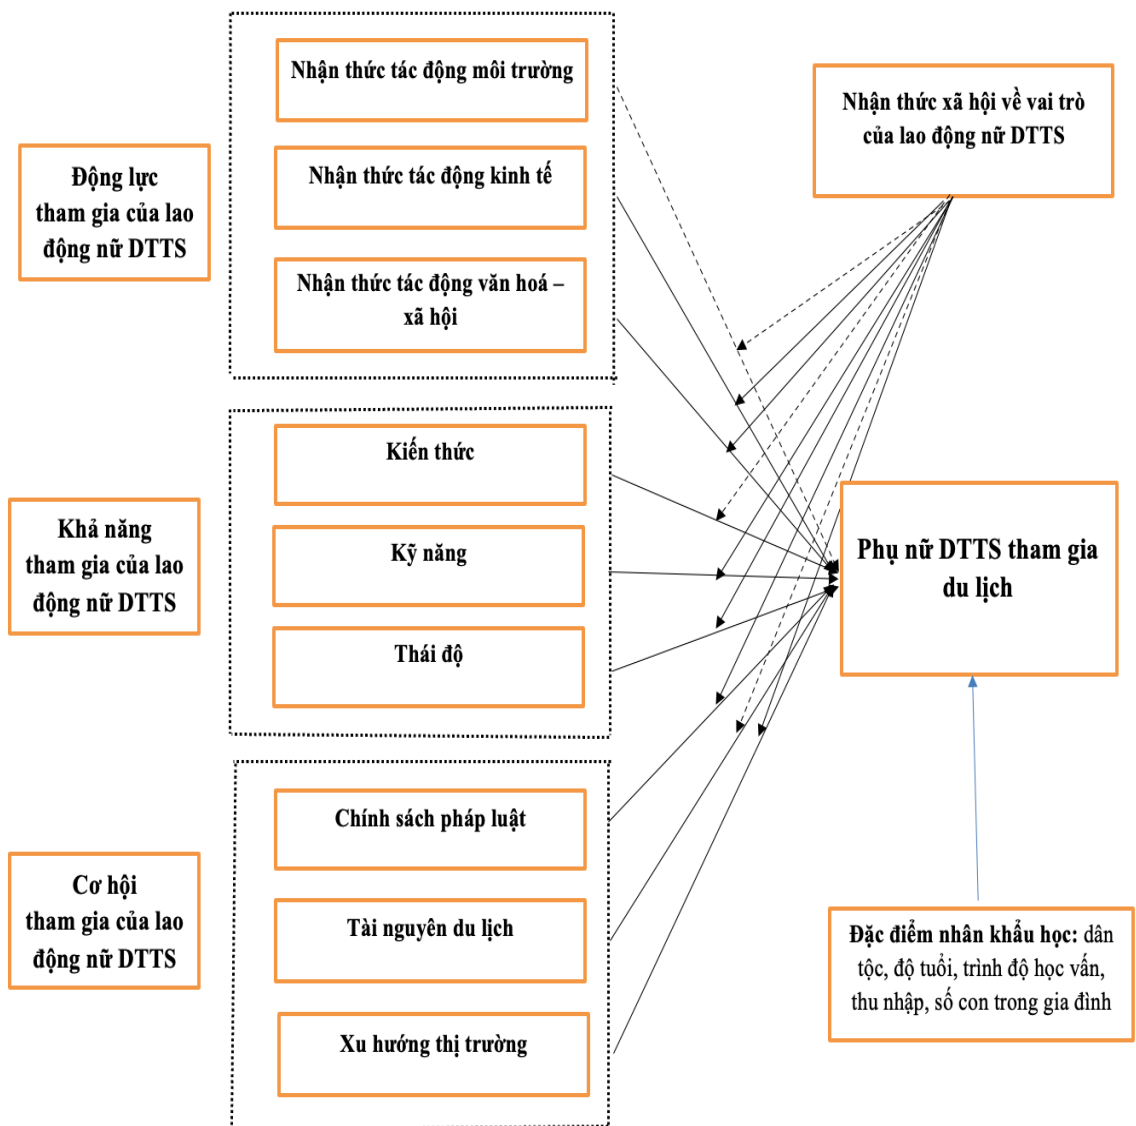 Nhận thức tác động môi trường
Nhận thức tác động kinh tế
Nhận thức tác động văn hoá –
xã hội
Động lực
tham gia của lao
động nữ DTTS
Nhận thức xã hội về vai trò
của lao động nữ DTTS
Kiến thức
Kỹ năng
Thái độ
Khả năng
tham gia của lao
động nữ DTTS
Phụ nữ DTTS tham gia
du lịch
Chính sách pháp luật
Tài nguyên du lịch
Xu hướng thị trường
Cơ hội
tham gia của lao
động nữ DTTS
Đặc điểm nhân khẩu học: dân
tộc, độ tuổi, trình độ học vấn,
thu nhập, số con trong gia đình